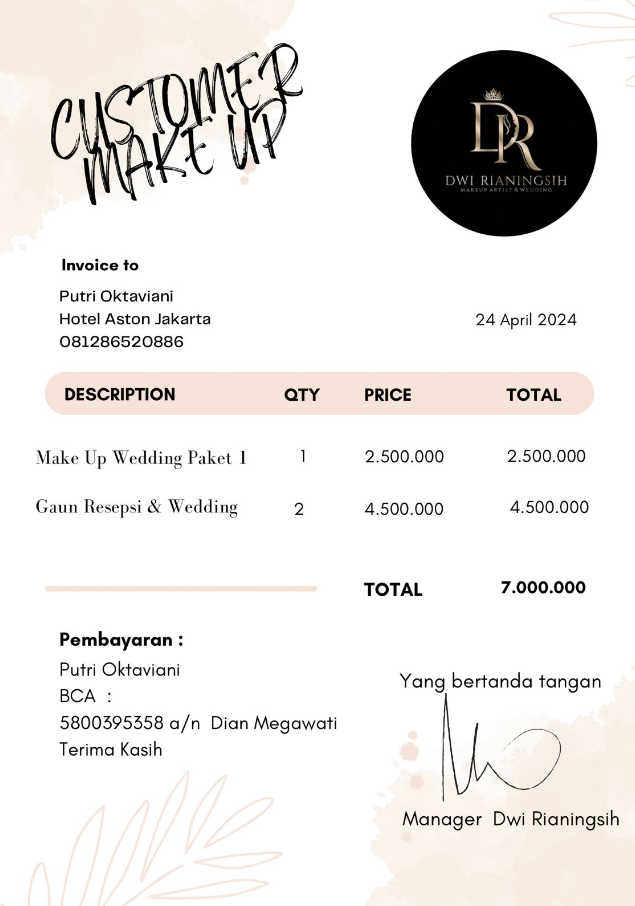 CUSTOMER
MAKE UP
DR
DWI RIANINGSIH
MAKEUP ARTIST & WEDDING
Invoice to
Putri Oktaviani
Hotel Aston Jakarta
081286520886
24 April 2024
DESCRIPTION QTY PRICE TOTAL
Make Up Wedding Paket 1 1 2.500.000 2.500.000
Gaun Resepsi & Wedding 2 4.500.000 4.500.000
TOTAL 7.000.000
Pembayaran :
Putri Oktaviani
BCA :
5800395358 a/n Dian Megawati
Terima Kasih
Yang bertanda tangan
Manager Dwi Rianingsih